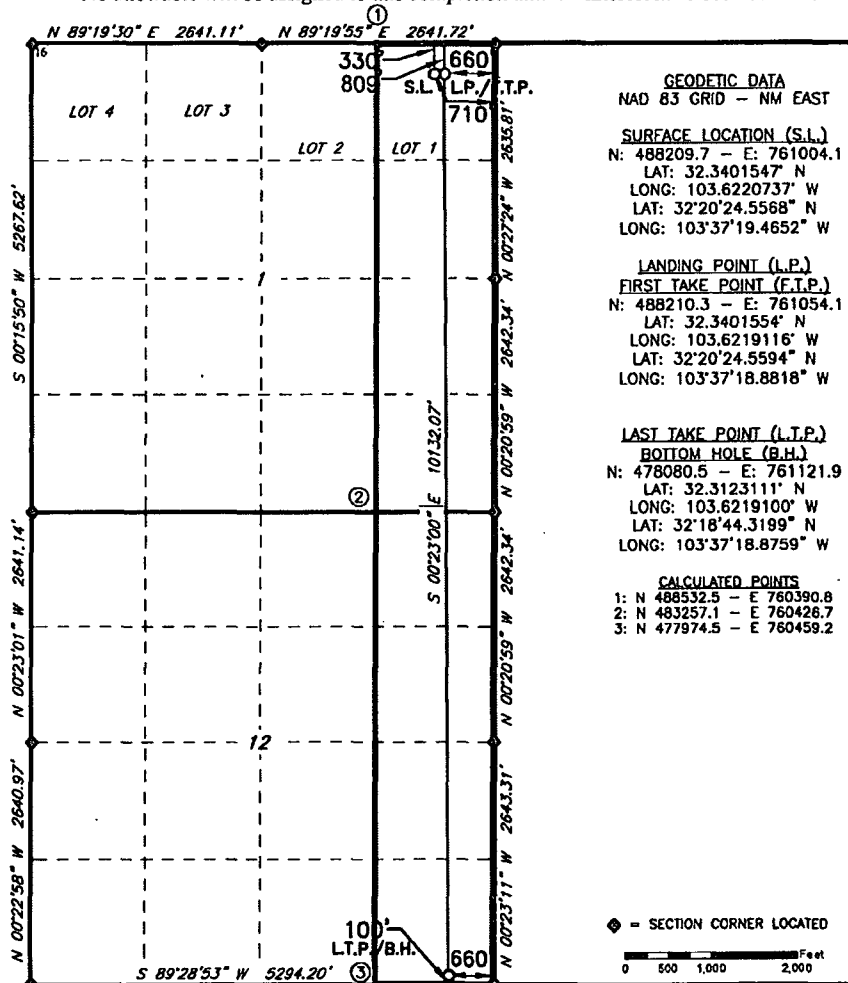 ①
N 89°19'30" E 2641.11'
N 89°19'55" E 2641.72'
16
330'
660
809
S.L.
L.P./F.T.P.
710
LOT 4
LOT 3
LOT 2
LOT 1
S 00°15'50" W 5267.62'
N 00°27'24" W 2635.81'
1
N 00°20'59" W 2642.34'
S 00°23'00" E 10132.07'
②
N 00°23'01" W 2641.14'
N 00°20'59" W 2642.34'
12
N 00°22'58" W 2640.97'
N 00°23'11" W 2643.31'
100'
L.T.P./B.H.
660
S 89°28'53" W 5294.20'
③
GEODETIC DATA
NAD 83 GRID – NM EAST
SURFACE LOCATION (S.L.)
N: 488209.7 – E: 761004.1
LAT: 32.3401547° N
LONG: 103.6220737° W
LAT: 32°20'24.5568" N
LONG: 103°37'19.4652" W
LANDING POINT (L.P.)
FIRST TAKE POINT (F.T.P.)
N: 488210.3 – E: 761054.1
LAT: 32.3401554° N
LONG: 103.6219116° W
LAT: 32°20'24.5594" N
LONG: 103°37'18.8818" W
LAST TAKE POINT (L.T.P.)
BOTTOM HOLE (B.H.)
N: 478080.5 – E: 761121.9
LAT: 32.3123111° N
LONG: 103.6219100° W
LAT: 32°18'44.3199" N
LONG: 103°37'18.8759" W
CALCULATED POINTS
1: N 488532.5 – E 760390.8
2: N 483257.1 – E 760426.7
3: N 477974.5 – E 760459.2
= SECTION CORNER LOCATED
Feet
0 500 1,000 2,000